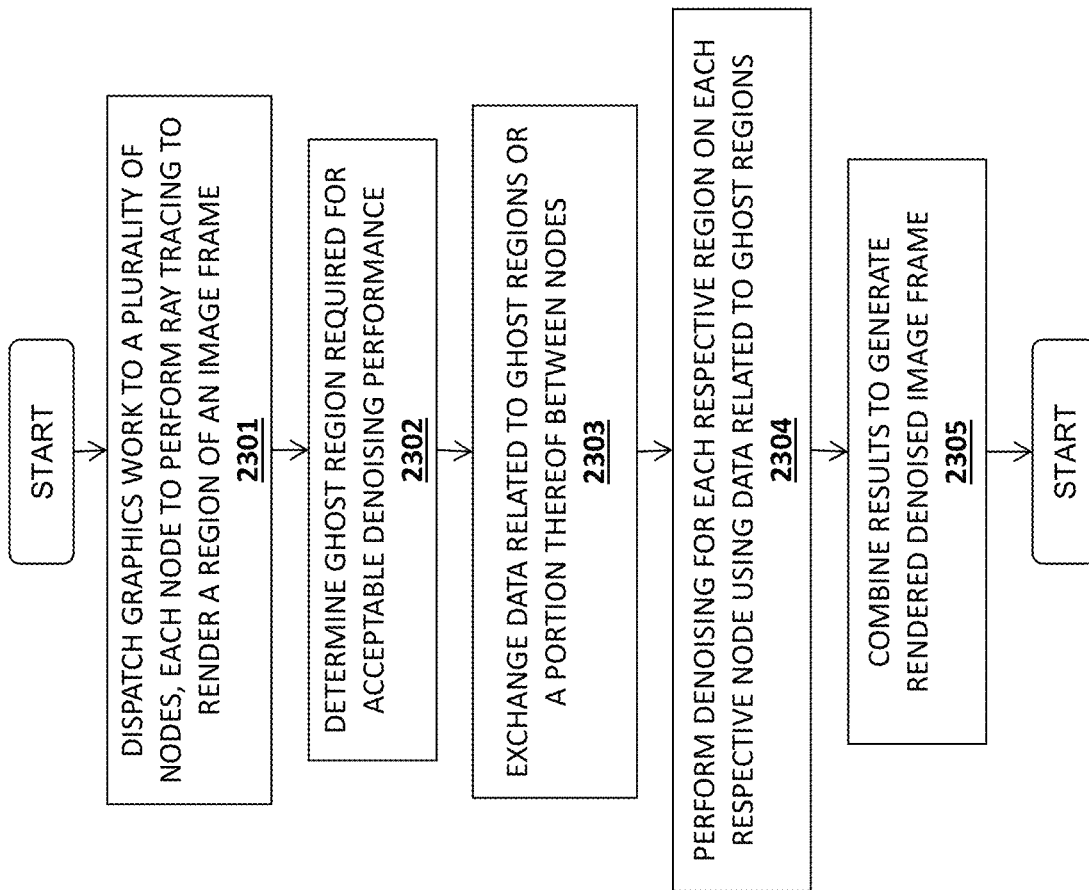 START
DISPATCH GRAPHICS WORK TO A PLURALITY OF
NODES, EACH NODE TO PERFORM RAY TRACING TO
RENDER A REGION OF AN IMAGE FRAME
2301
DETERMINE GHOST REGION REQUIRED FOR
ACCEPTABLE DENOISING PERFORMANCE
2302
EXCHANGE DATA RELATED TO GHOST REGIONS OR
A PORTION THEREOF BETWEEN NODES
2303
PERFORM DENOISING FOR EACH RESPECTIVE REGION ON EACH
RESPECTIVE NODE USING DATA RELATED TO GHOST REGIONS
2304
COMBINE RESULTS TO GENERATE
RENDERED DENOISED IMAGE FRAME
2305
START